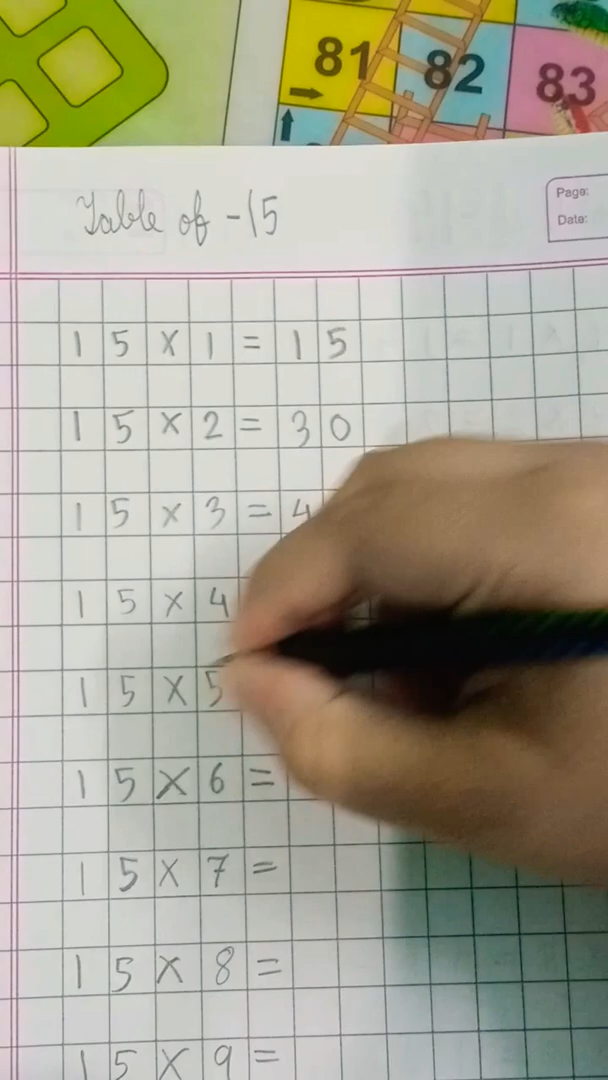 81 82 83
Page:
Table of -15
Date:
15 x 1 = 15
15 x 2 = 30
15 x 3 = 4
15 x 4
15 x 5
15 x 6 =
15 x 7 =
15 x 8 =
15 x 9 =